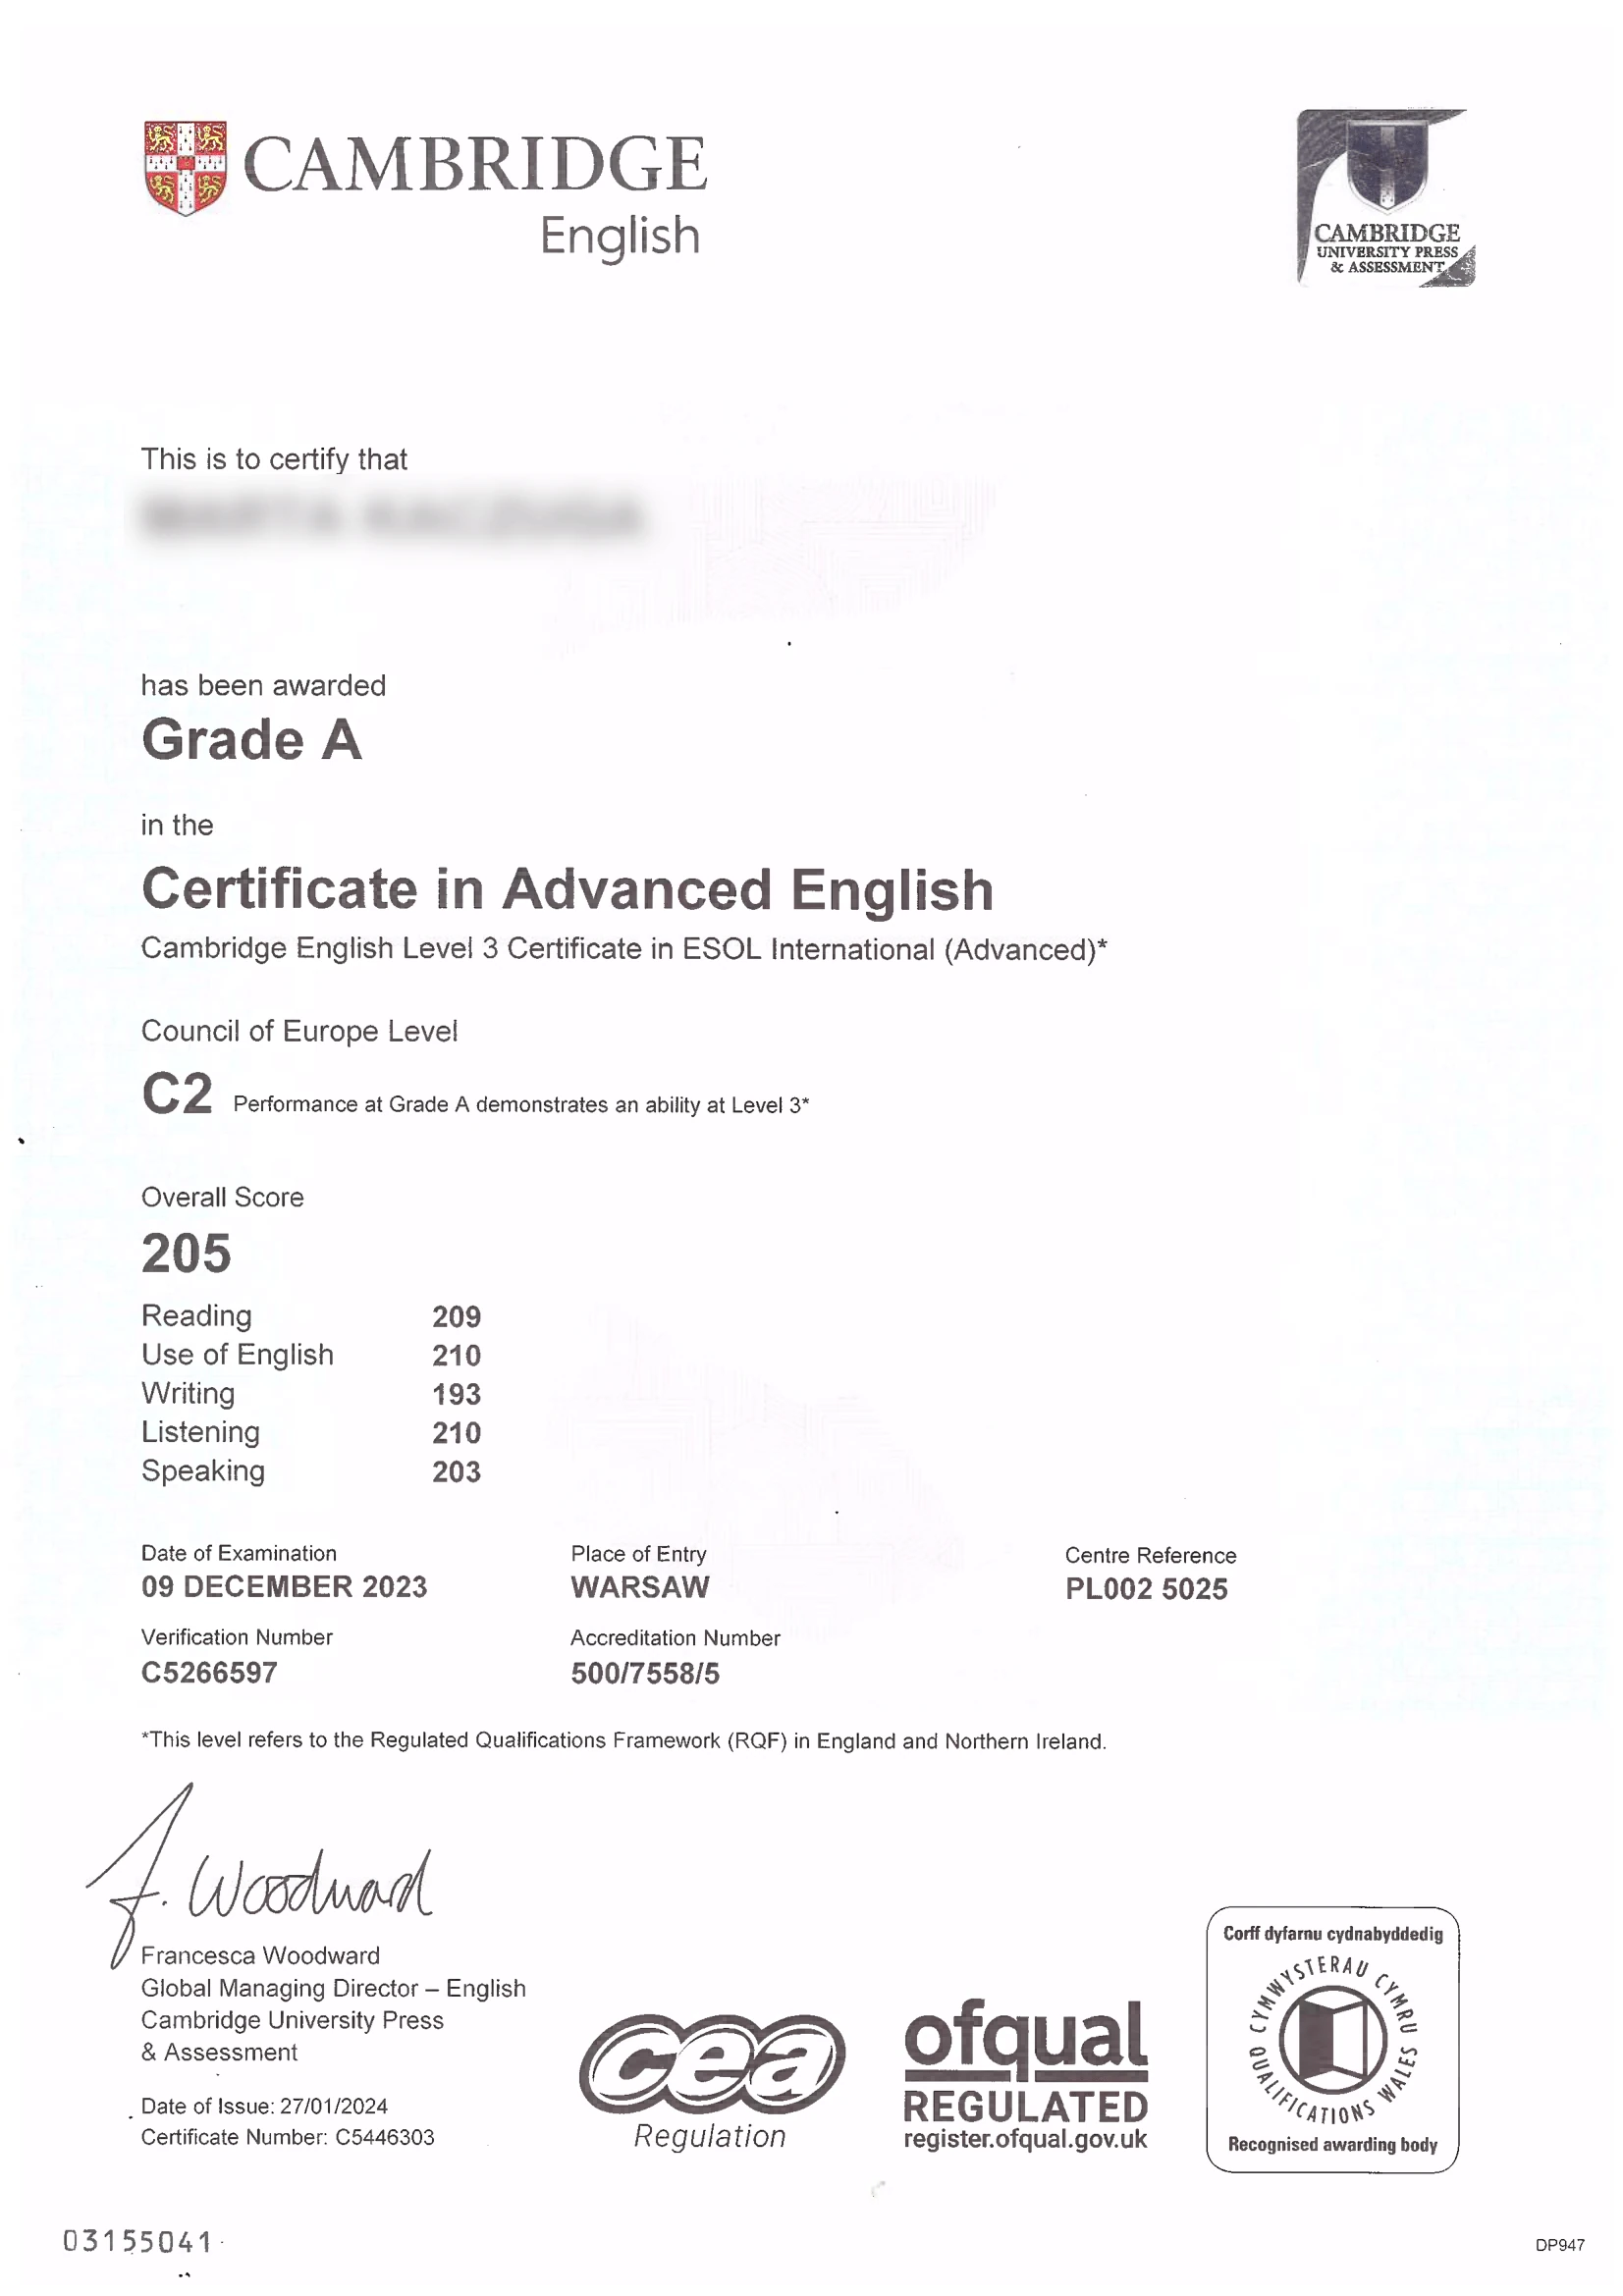 CAMBRIDGE
English
CAMBRIDGE
UNIVERSITY PRESS
& ASSESSMENT
This is to certify that
has been awarded
Grade A
in the
Certificate in Advanced English
Cambridge English Level 3 Certificate in ESOL International (Advanced)*
Council of Europe Level
C2 Performance at Grade A demonstrates an ability at Level 3*
Overall Score
205
Reading 209
Use of English 210
Writing 193
Listening 210
Speaking 203
Date of Examination Place of Entry Centre Reference
09 DECEMBER 2023 WARSAW PL002 5025
Verification Number Accreditation Number
C5266597 500/7558/5
*This level refers to the Regulated Qualifications Framework (RQF) in England and Northern Ireland.
F. Woodward
Francesca Woodward
Global Managing Director – English
Cambridge University Press
& Assessment
Date of Issue: 27/01/2024
Certificate Number: C5446303
cea
Regulation
ofqual
REGULATED
register.ofqual.gov.uk
Corff dyfarnu cydnabyddedig
CYMWYSTERAU CYMRU
QUALIFICATIONS WALES
Recognised awarding body
03155041
DP947